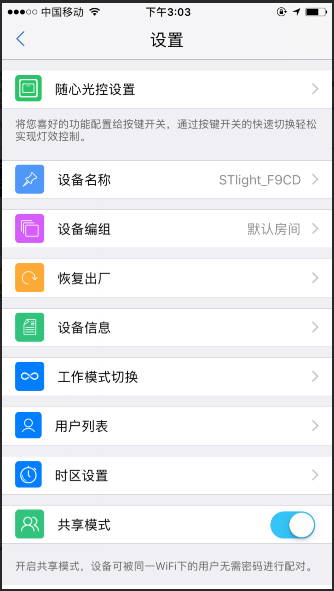 中国移动 下午3:03
设置
随心光控设置
将您喜好的功能配置给按键开关，通过按键开关的快速切换轻松
实现灯效控制。
设备名称 STlight_F9CD
设备编组 默认房间
恢复出厂
设备信息
工作模式切换
用户列表
时区设置
共享模式
开启共享模式，设备可被同一WiFi下的用户无需密码进行配对。